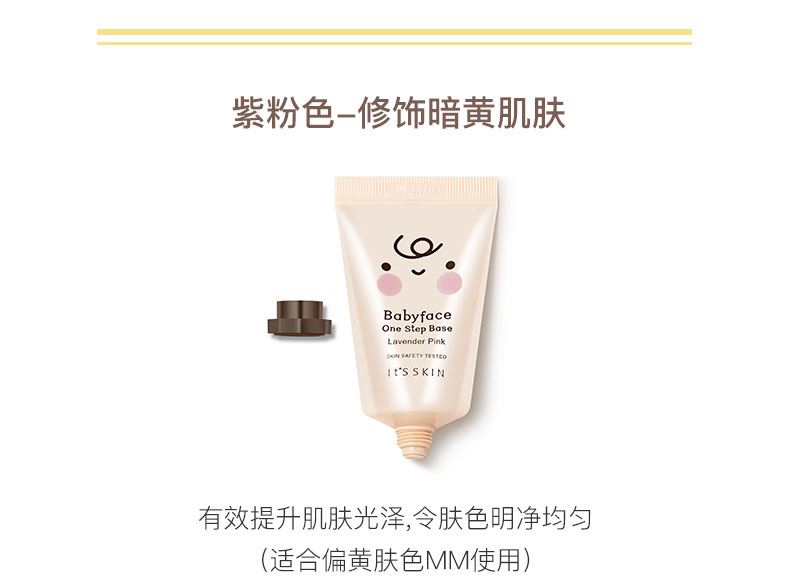 紫粉色-修饰暗黄肌肤
Babyface
One Step Base
Lavender Pink
SKIN SAFETY TESTED
It'S SKIN
有效提升肌肤光泽,令肤色明净均匀
（适合偏黄肤色MM使用）